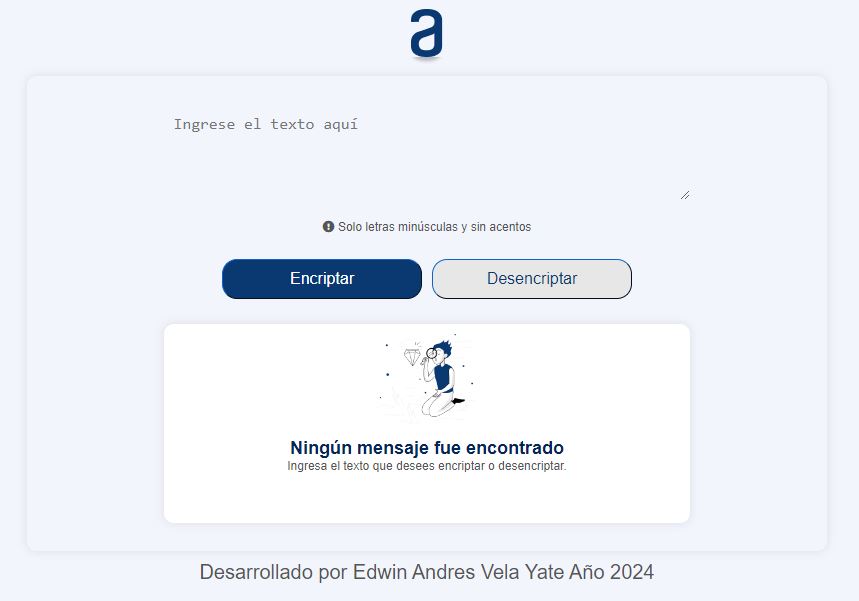 a
Ingrese el texto aquí
Solo letras minúsculas y sin acentos
Encriptar
Desencriptar
Ningún mensaje fue encontrado
Ingresa el texto que desees encriptar o desencriptar.
Desarrollado por Edwin Andres Vela Yate Año 2024